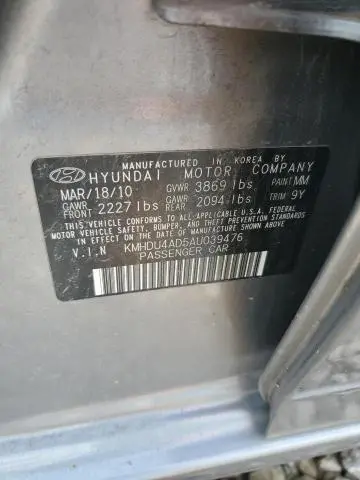 MANUFACTURED IN KOREA BY
HYUNDAI MOTOR COMPANY
MAR/18/10 GVWR 3869 lbs PAINT MM
GAWR FRONT 2227 lbs GAWR REAR 2094 lbs TRIM 9Y
THIS VEHICLE CONFORMS TO ALL APPLICABLE U.S.A. FEDERAL
MOTOR VEHICLE SAFETY, BUMPER, AND THEFT PREVENTION STANDARDS
IN EFFECT ON THE DATE OF MANUFACTURE SHOWN ABOVE.
V.I.N KMHDU4AD5AU039476
PASSENGER CAR